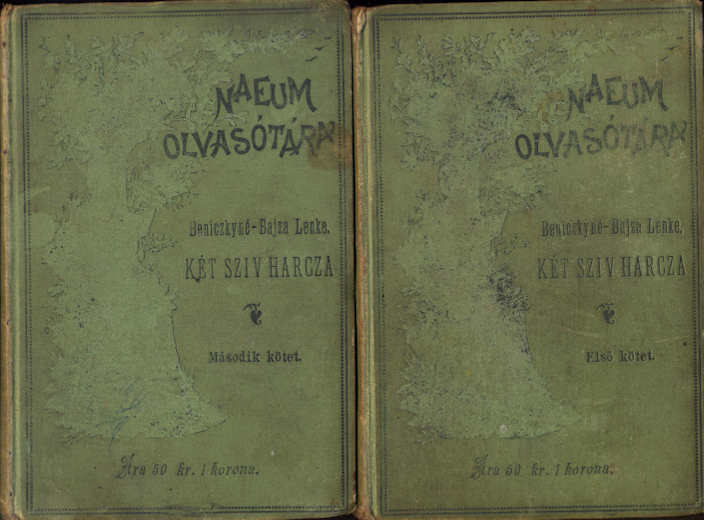 NAEUM
OLVASÓTÁRA
Beniczkyné-Bajza Lenke.
KÉT SZIV HARCZA
Második kötet.
Ára 50 kr. 1 korona.
NAEUM
OLVASÓTÁRA
Beniczkyné-Bajza Lenke.
KÉT SZIV HARCZA
Első kötet.
Ára 50 kr. 1 korona.